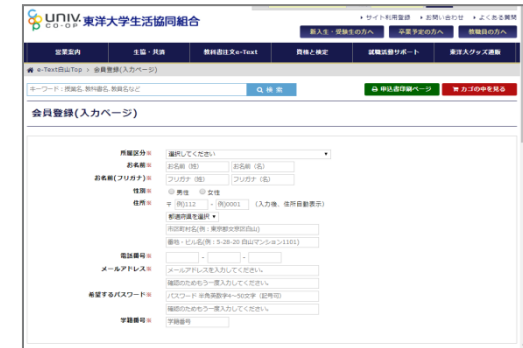 UNIV. CO·OP 東洋大学生活協同組合
サイト利用登録 お問い合わせ よくある質問
新入生・受験生の方へ 卒業予定の方へ 教職員の方へ
営業案内 生協・共済 教科書注文e-Text 資格と検定 就職活動サポート 東洋大グッズ通販
e-Text白山Top > 会員登録(入力ページ)
キーワード：授業名、教科書名、教員名など 検索 申込書印刷ページ カゴの中を見る
会員登録(入力ページ)
所属区分※ 選択してください
お名前※ お名前（姓） お名前（名）
お名前(フリガナ)※ フリガナ（姓） フリガナ（名）
性別※ 男性 女性
住所※ 〒 例)112 - 例)0001 （入力後、住所自動表示）
都道府県を選択
市区町村名(例：東京都文京区白山)
番地・ビル名(例：5-28-20 白山マンション1101)
電話番号※ - -
メールアドレス※ メールアドレスを入力してください。
確認のためもう一度入力してください。
希望するパスワード※ パスワード ※英数字4～50文字（記号可）
確認のためもう一度入力してください。
学籍番号※ 学籍番号